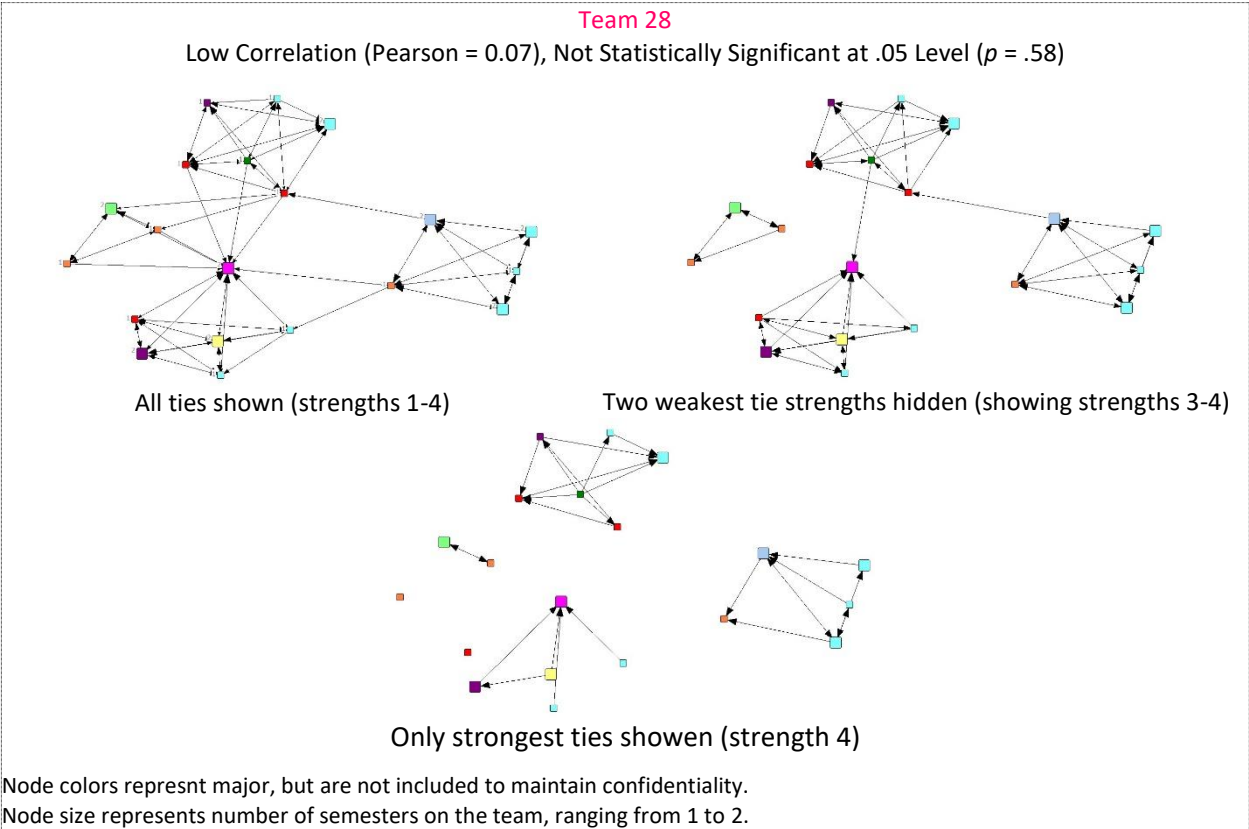 Team 28
Low Correlation (Pearson = 0.07), Not Statistically Significant at .05 Level (p = .58)
All ties shown (strengths 1-4)
Two weakest tie strengths hidden (showing strengths 3-4)
Only strongest ties showen (strength 4)
Node colors represnt major, but are not included to maintain confidentiality.
Node size represents number of semesters on the team, ranging from 1 to 2.